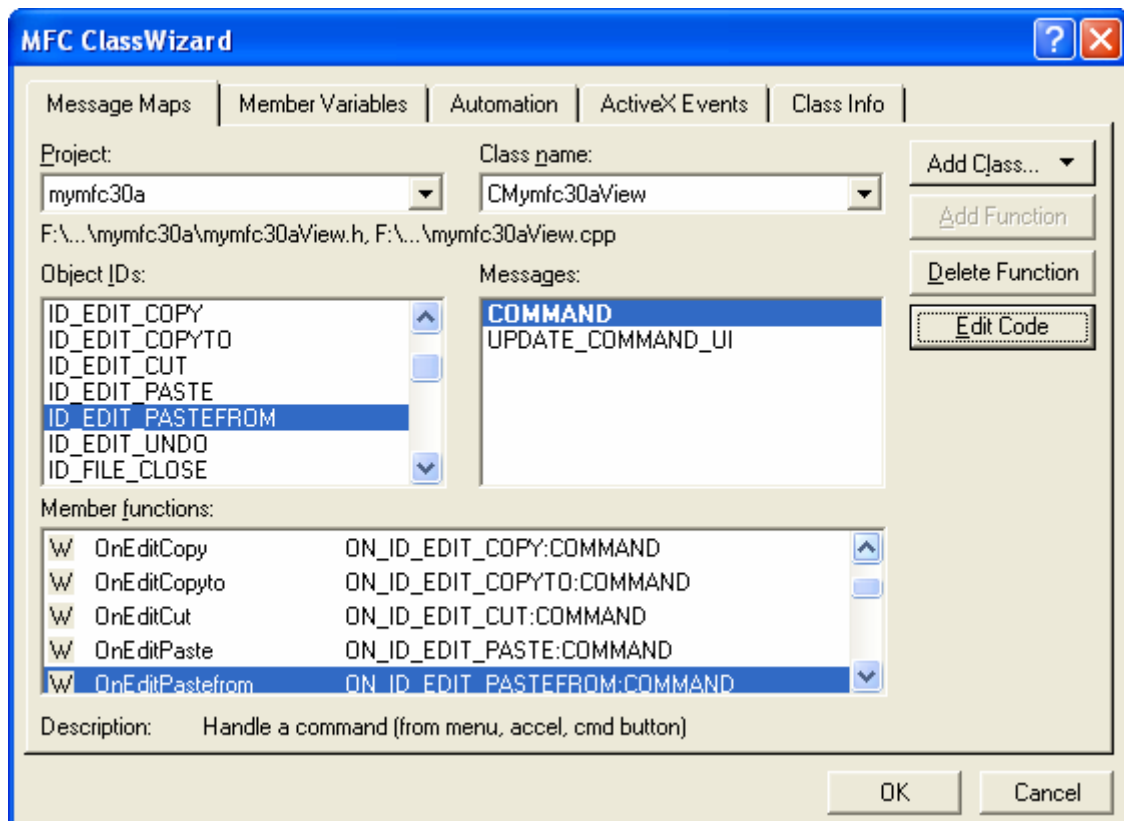 MFC ClassWizard
Message Maps Member Variables Automation ActiveX Events Class Info
Project: Class name:
mymfc30a CMymfc30aView
Add Class...
Add Function
F:\...\mymfc30a\mymfc30aView.h, F:\...\mymfc30aView.cpp
Object IDs: Messages:
Delete Function
Edit Code
ID_EDIT_COPY
ID_EDIT_COPYTO
ID_EDIT_CUT
ID_EDIT_PASTE
ID_EDIT_PASTEFROM
ID_EDIT_UNDO
ID_FILE_CLOSE
COMMAND
UPDATE_COMMAND_UI
Member functions:
W OnEditCopy ON_ID_EDIT_COPY:COMMAND
W OnEditCopyto ON_ID_EDIT_COPYTO:COMMAND
W OnEditCut ON_ID_EDIT_CUT:COMMAND
W OnEditPaste ON_ID_EDIT_PASTE:COMMAND
W OnEditPastefrom ON_ID_EDIT_PASTEFROM:COMMAND
Description: Handle a command (from menu, accel, cmd button)
OK Cancel